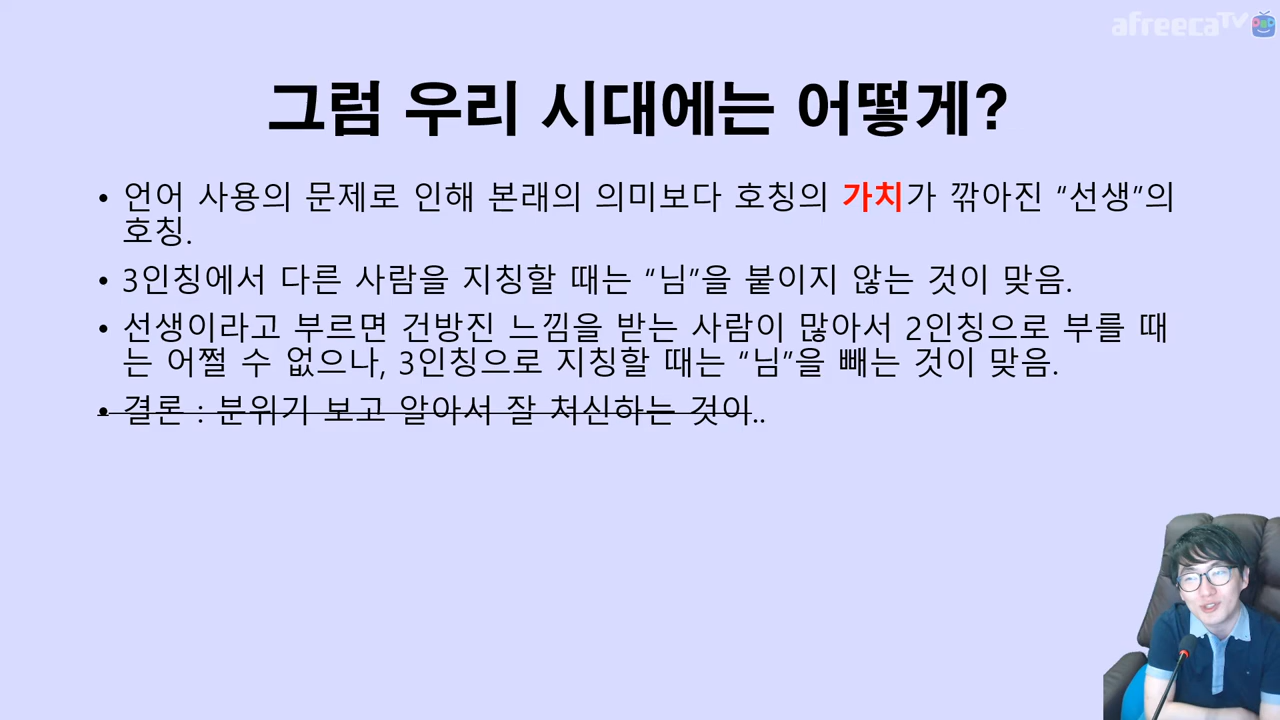 afreecaTV
그럼 우리 시대에는 어떻게?
• 언어 사용의 문제로 인해 본래의 의미보다 호칭의 가치가 깎아진 “선생”의
호칭.
• 3인칭에서 다른 사람을 지칭할 때는 “님”을 붙이지 않는 것이 맞음.
• 선생이라고 부르면 건방진 느낌을 받는 사람이 많아서 2인칭으로 부를 때
는 어쩔 수 없으나, 3인칭으로 지칭할 때는 “님”을 빼는 것이 맞음.
• 결론 : 분위기 보고 알아서 잘 처신하는 것이..